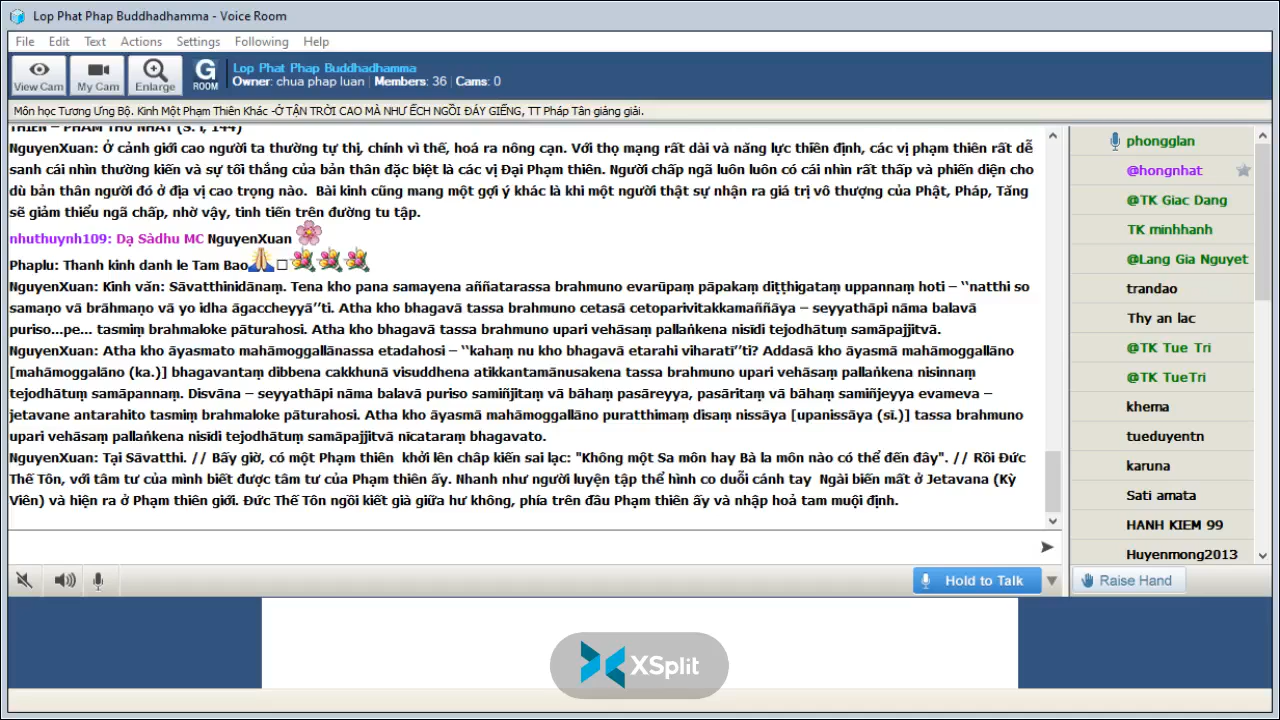 Lop Phat Phap Buddhadhamma - Voice Room
File Edit Text Actions Settings Following Help
View Cam My Cam Enlarge G ROOM Lop Phat Phap Buddhadhamma
Owner: chua phap luan | Members: 36 | Cams: 0
Môn học Tương Ưng Bộ. Kinh Một Phạm Thiên Khác -Ở TẬN TRỜI CAO MÀ NHƯ ẾCH NGỒI ĐÁY GIẾNG, TT Pháp Tân giảng giải.
THIÊN – PHẠM THỨ NHẤT (S. i, 144)
NguyenXuan: Ở cảnh giới cao người ta thường tự thị, chính vì thế, hoá ra nông cạn. Với thọ mạng rất dài và năng lực thiền định, các vị phạm thiên rất dễ
sanh cái nhìn thường kiến và sự tối thắng của bản thân đặc biệt là các vị Đại Phạm thiên. Người chấp ngã luôn luôn có cái nhìn rất thấp và phiến diện cho
dù bản thân người đó ở địa vị cao trọng nào. Bài kinh cũng mang một gợi ý khác là khi một người thật sự nhận ra giá trị vô thượng của Phật, Pháp, Tăng
sẽ giảm thiểu ngã chấp, nhờ vậy, tinh tiến trên đường tu tập.
nhuthuynh109: Dạ Sàdhu MC NguyenXuan
Phaplu: Thanh kinh danh le Tam Bao
NguyenXuan: Kinh văn: Sāvatthinidānaṃ. Tena kho pana samayena aññatarassa brahmuno evarūpaṃ pāpakaṃ diṭṭhigataṃ uppannaṃ hoti – ‘‘natthi so
samaṇo vā brāhmaṇo vā yo idha āgaccheyyā’’ti. Atha kho bhagavā tassa brahmuno cetasā cetoparivitakkamaññāya – seyyathāpi nāma balavā
puriso...pe... tasmiṃ brahmaloke pāturahosi. Atha kho bhagavā tassa brahmuno upari vehāsaṃ pallaṅkena nisīdi tejodhātuṃ samāpajjitvā.
NguyenXuan: Atha kho āyasmato mahāmoggallānassa etadahosi – ‘‘kahaṃ nu kho bhagavā etarahi viharatī’’ti? Addasā kho āyasmā mahāmoggallāno
[mahāmoggalāno (ka.)] bhagavantaṃ dibbena cakkhunā visuddhena atikkantamānusakena tassa brahmuno upari vehāsaṃ pallaṅkena nisinnaṃ
tejodhātuṃ samāpannaṃ. Disvāna – seyyathāpi nāma balavā puriso samiñjitaṃ vā bāhaṃ pasāreyya, pasāritaṃ vā bāhaṃ samiñjeyya evameva –
jetavane antarahito tasmiṃ brahmaloke pāturahosi. Atha kho āyasmā mahāmoggallāno puratthimaṃ disaṃ nissāya [upanissāya (sī.)] tassa brahmuno
upari vehāsaṃ pallaṅkena nisīdi tejodhātuṃ samāpajjitvā nīcataraṃ bhagavato.
NguyenXuan: Tại Sāvatthi. // Bấy giờ, có một Phạm thiên khởi lên châp kiến sai lạc: "Không một Sa môn hay Bà la môn nào có thể đến đây". // Rồi Đức
Thế Tôn, với tâm tư của mình biết được tâm tư của Phạm thiên ấy. Nhanh như người luyện tập thể hình co duỗi cánh tay Ngài biến mất ở Jetavana (Kỳ
Viên) và hiện ra ở Phạm thiên giới. Đức Thế Tôn ngồi kiết già giữa hư không, phía trên đầu Phạm thiên ấy và nhập hoả tam muội định.
phongglan
@hongnhat
@TK Giac Dang
TK minhhanh
@Lang Gia Nguyet
trandao
Thy an lac
@TK Tue Tri
@TK TueTri
khema
tueduyentn
karuna
Sati amata
HANH KIEM 99
Huyenmong2013
Hold to Talk
Raise Hand
XSplit